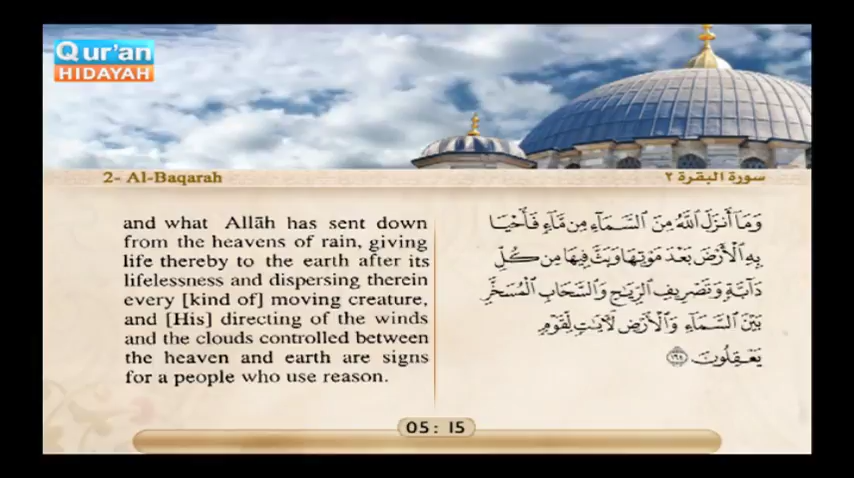 Qur'an
HIDAYAH
2- Al-Baqarah
سورة البقرة ٢
and what Allāh has sent down
from the heavens of rain, giving
life thereby to the earth after its
lifelessness and dispersing therein
every [kind of] moving creature,
and [His] directing of the winds
and the clouds controlled between
the heaven and earth are signs
for a people who use reason.
وَمَآ أَنزَلَ ٱللَّهُ مِنَ ٱلسَّمَآءِ مِن مَّآءٍ فَأَحْيَا
بِهِ ٱلْأَرْضَ بَعْدَ مَوْتِهَا وَبَثَّ فِيهَا مِن كُلِّ
دَآبَّةٍ وَتَصْرِيفِ ٱلرِّيَٰحِ وَٱلسَّحَابِ ٱلْمُسَخَّرِ
بَيْنَ ٱلسَّمَآءِ وَٱلْأَرْضِ لَءَايَٰتٍ لِّقَوْمٍ
يَعْقِلُونَ
05: 15